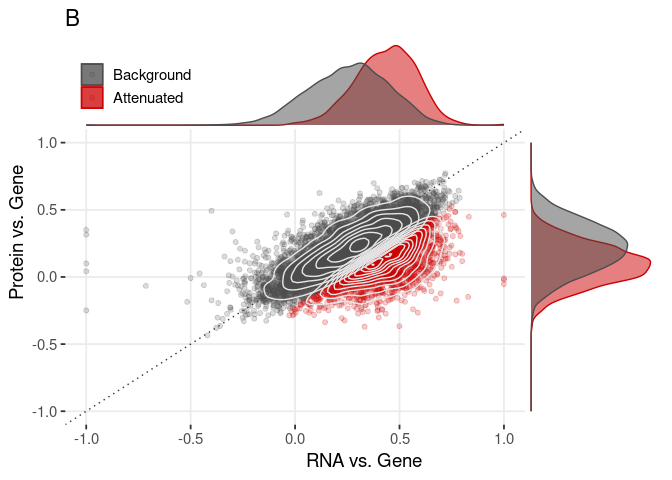 B
Background
Attenuated
Protein vs. Gene
1.0
0.5
0.0
-0.5
-1.0
-1.0 -0.5 0.0 0.5 1.0
RNA vs. Gene